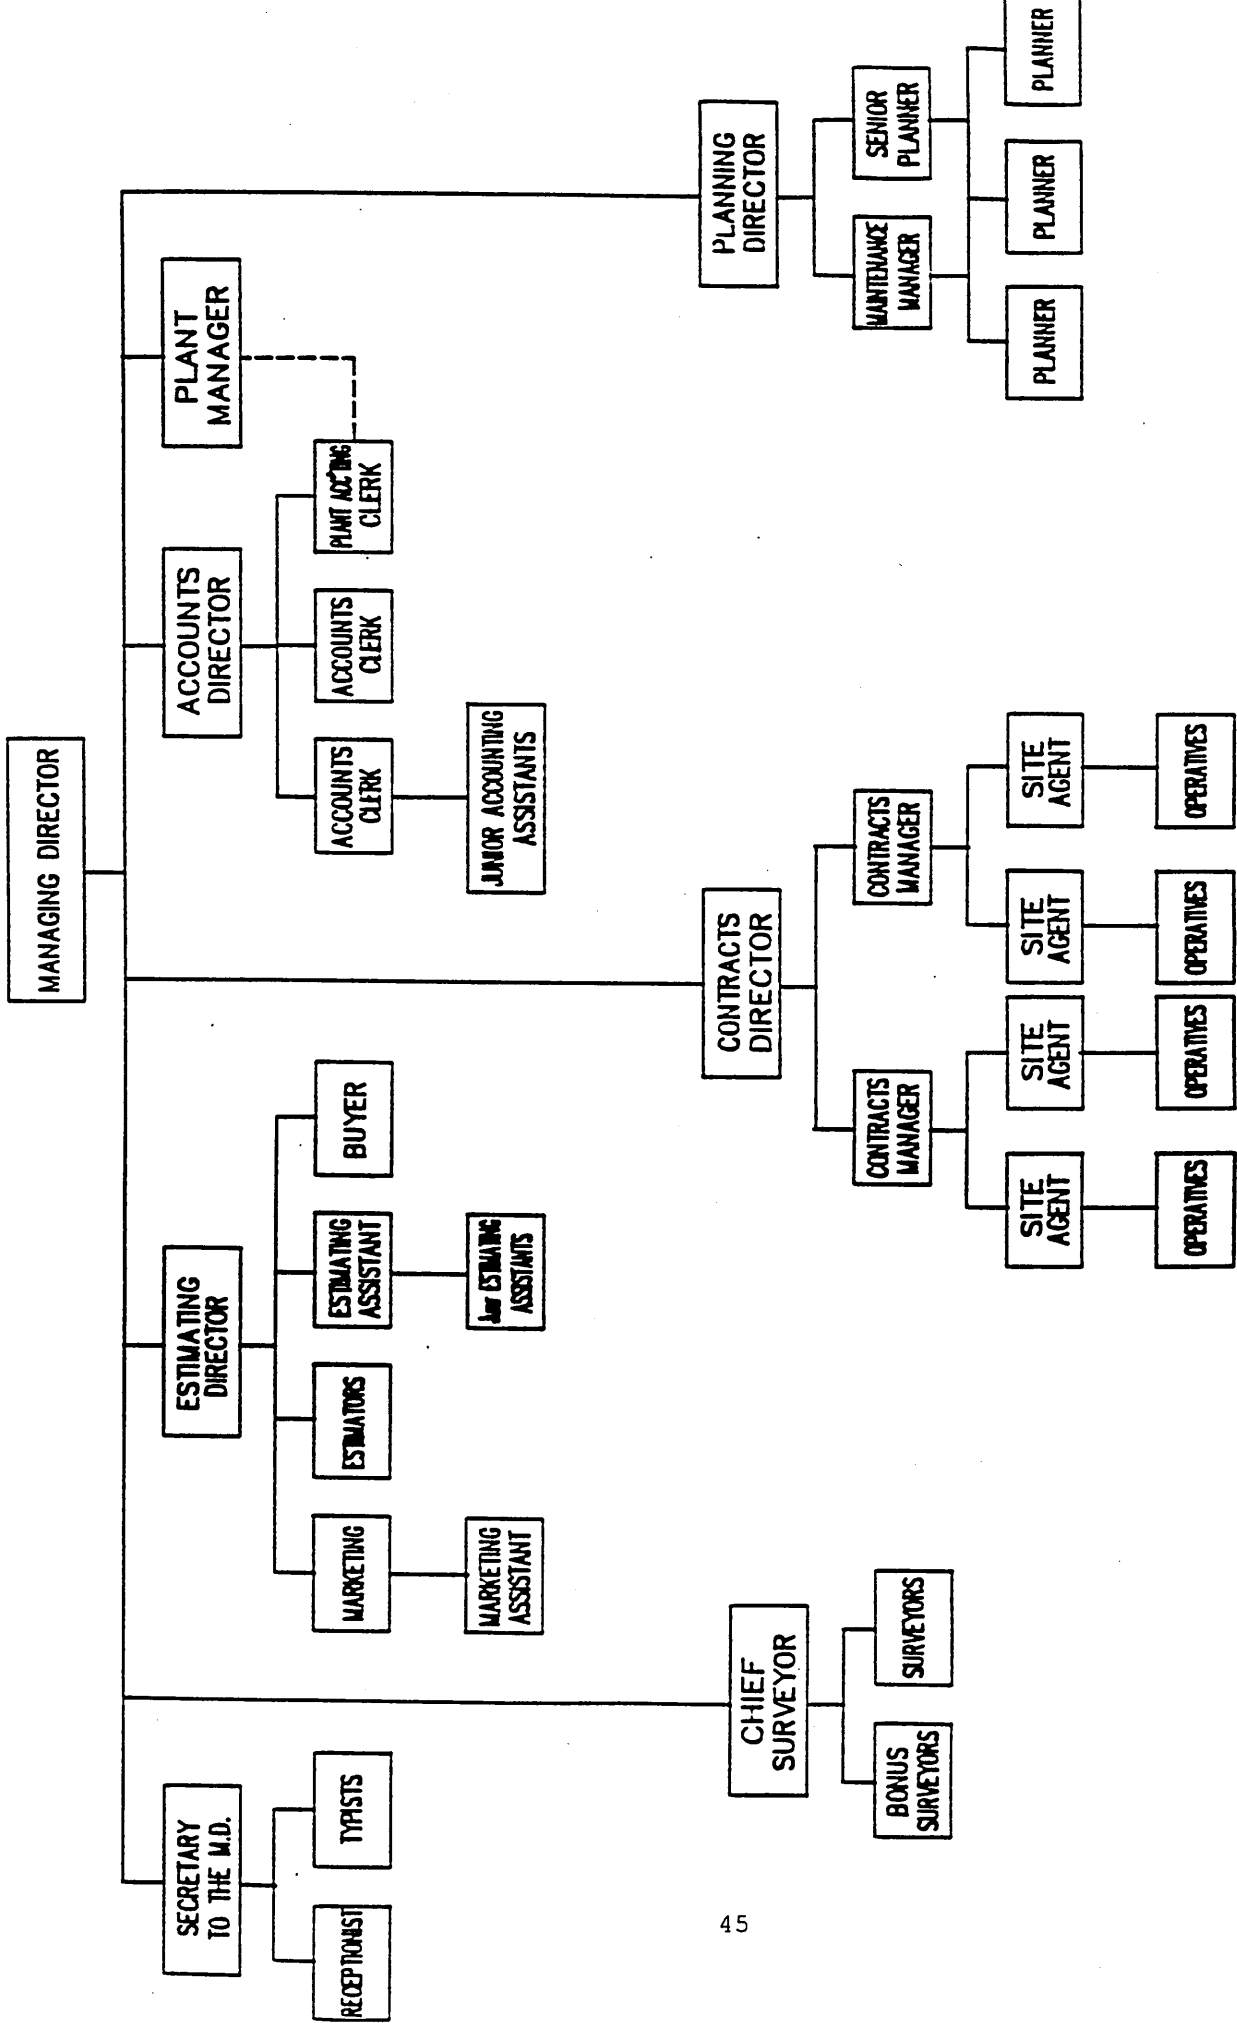 MANAGING DIRECTOR
SECRETARY
TO THE M.D.
ESTIMATING
DIRECTOR
ACCOUNTS
DIRECTOR
PLANT
MANAGER
RECEPTIONIST
TYPISTS
MARKETING
ESTIMATORS
ESTIMATING
ASSISTANT
BUYER
ACCOUNTS
CLERK
ACCOUNTS
CLERK
PLANT ACC'TING
CLERK
MARKETING
ASSISTANT
ESTIMATING
ASSISTANTS
JUNIOR ACCOUNTING
ASSISTANTS
CHIEF
SURVEYOR
CONTRACTS
DIRECTOR
PLANNING
DIRECTOR
BONUS
SURVEYORS
SURVEYORS
CONTRACTS
MANAGER
CONTRACTS
MANAGER
MAINTENANCE
MANAGER
SENIOR
PLANNER
SITE
AGENT
SITE
AGENT
SITE
AGENT
SITE
AGENT
PLANNER
PLANNER
PLANNER
OPERATIVES
OPERATIVES
OPERATIVES
OPERATIVES
45